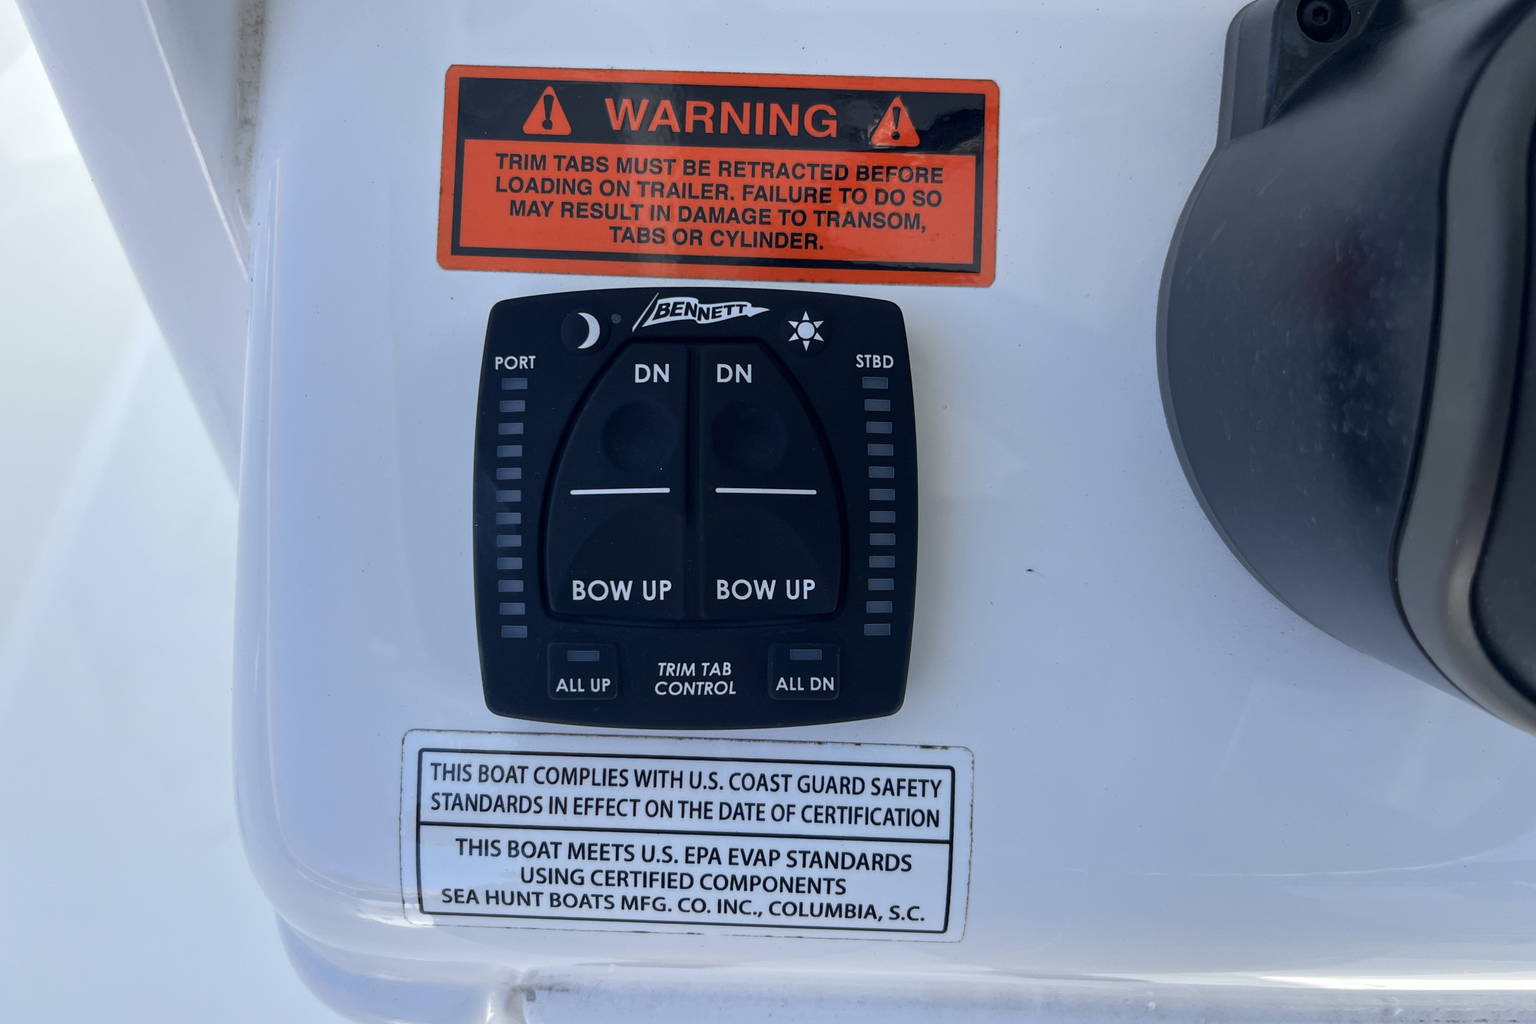 WARNING
TRIM TABS MUST BE RETRACTED BEFORE
LOADING ON TRAILER. FAILURE TO DO SO
MAY RESULT IN DAMAGE TO TRANSOM,
TABS OR CYLINDER.
BENNETT
PORT
STBD
DN DN
BOW UP BOW UP
ALL UP
TRIM TAB
CONTROL
ALL DN
THIS BOAT COMPLIES WITH U.S. COAST GUARD SAFETY
STANDARDS IN EFFECT ON THE DATE OF CERTIFICATION
THIS BOAT MEETS U.S. EPA EVAP STANDARDS
USING CERTIFIED COMPONENTS
SEA HUNT BOATS MFG. CO. INC., COLUMBIA, S.C.